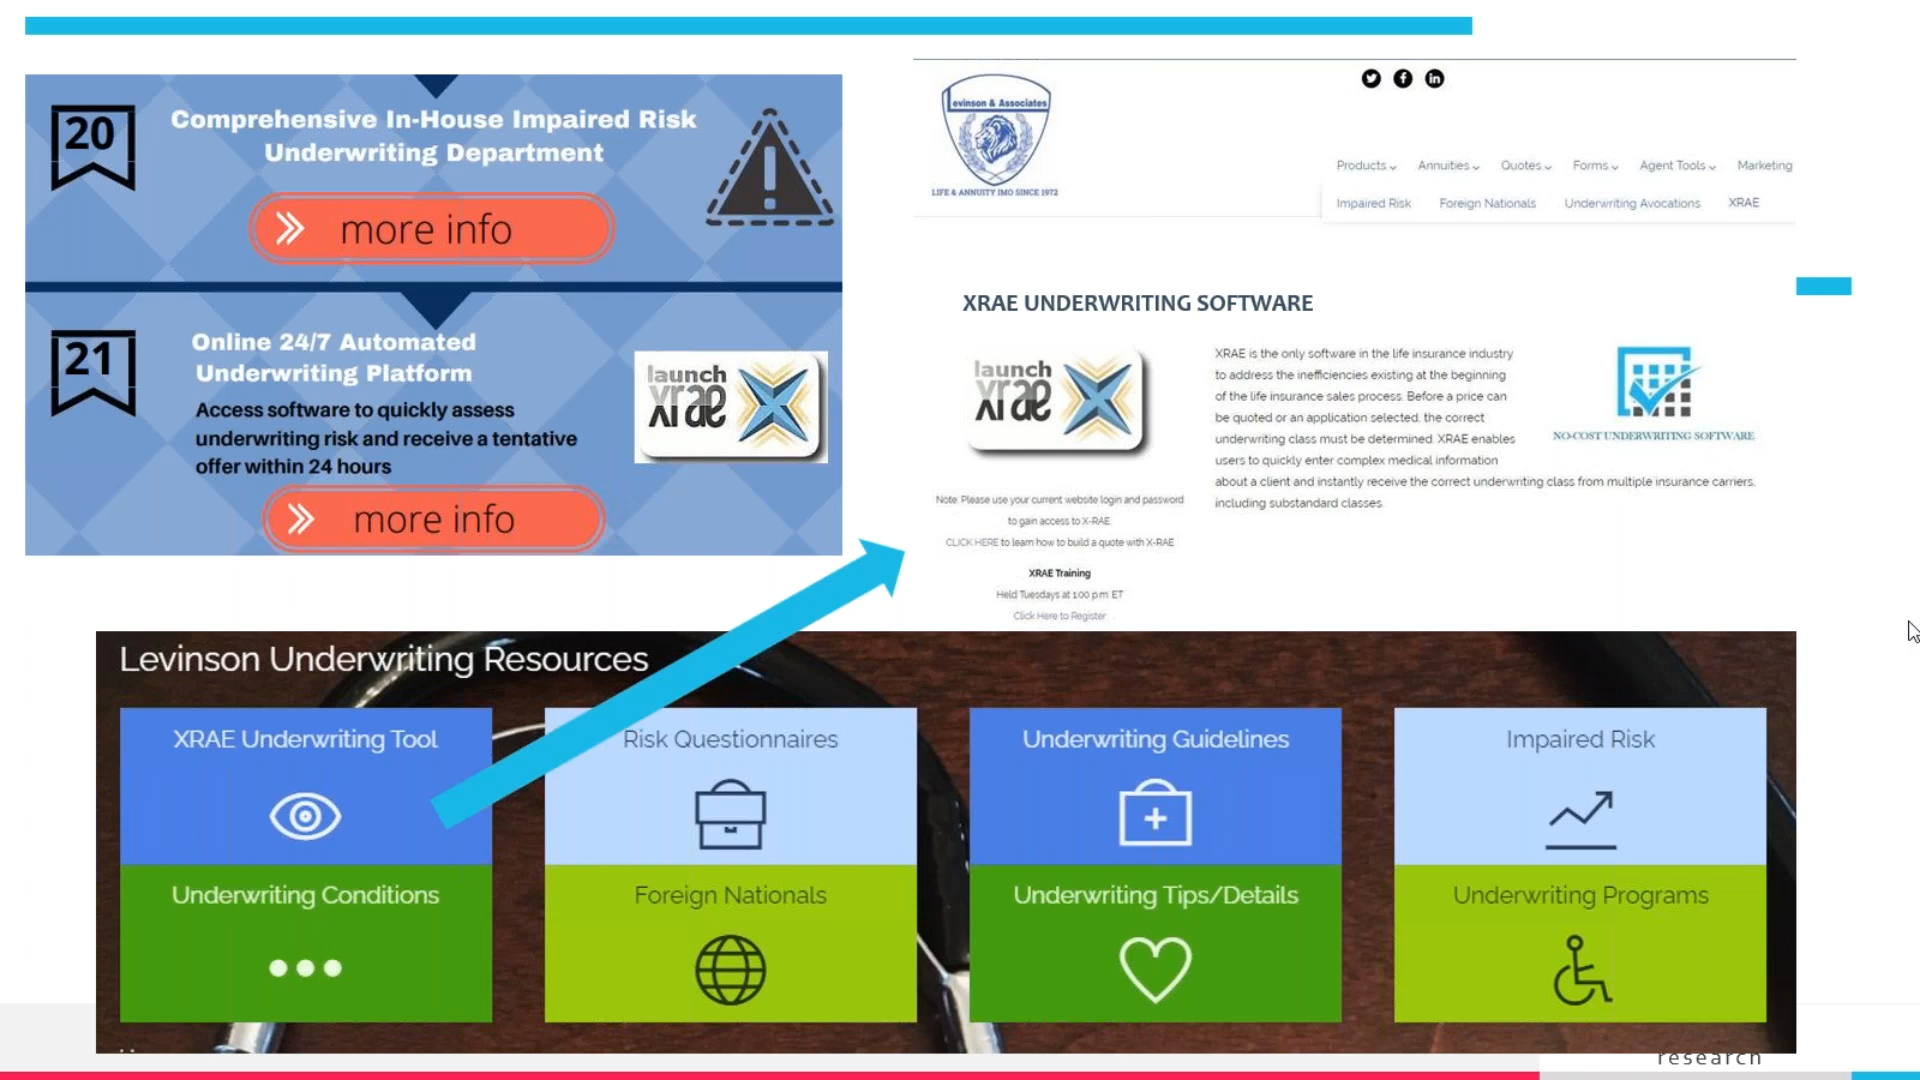 20
Comprehensive In-House Impaired Risk
Underwriting Department
more info
21
Online 24/7 Automated
Underwriting Platform
Access software to quickly assess
underwriting risk and receive a tentative
offer within 24 hours
launch
xrae
more info
Levinson & Associates
LIFE & ANNUITY IMO SINCE 1972
Products Annuities Quotes Forms Agent Tools Marketing
Impaired Risk Foreign Nationals Underwriting Avocations XRAE
XRAE UNDERWRITING SOFTWARE
launch
xrae
Note: Please use your current website login and password
to gain access to X-RAE
CLICK HERE to learn how to build a quote with X-RAE
XRAE Training
Held Tuesdays at 1:00 p.m. ET
Click Here to Register
XRAE is the only software in the life insurance industry
to address the inefficiencies existing at the beginning
of the life insurance sales process. Before a price can
be quoted or an application selected, the correct
underwriting class must be determined. XRAE enables
users to quickly enter complex medical information
about a client and instantly receive the correct underwriting class from multiple insurance carriers,
including substandard classes.
NO-COST UNDERWRITING SOFTWARE
Levinson Underwriting Resources
XRAE Underwriting Tool
Risk Questionnaires
Underwriting Guidelines
Impaired Risk
Underwriting Conditions
Foreign Nationals
Underwriting Tips/Details
Underwriting Programs
research